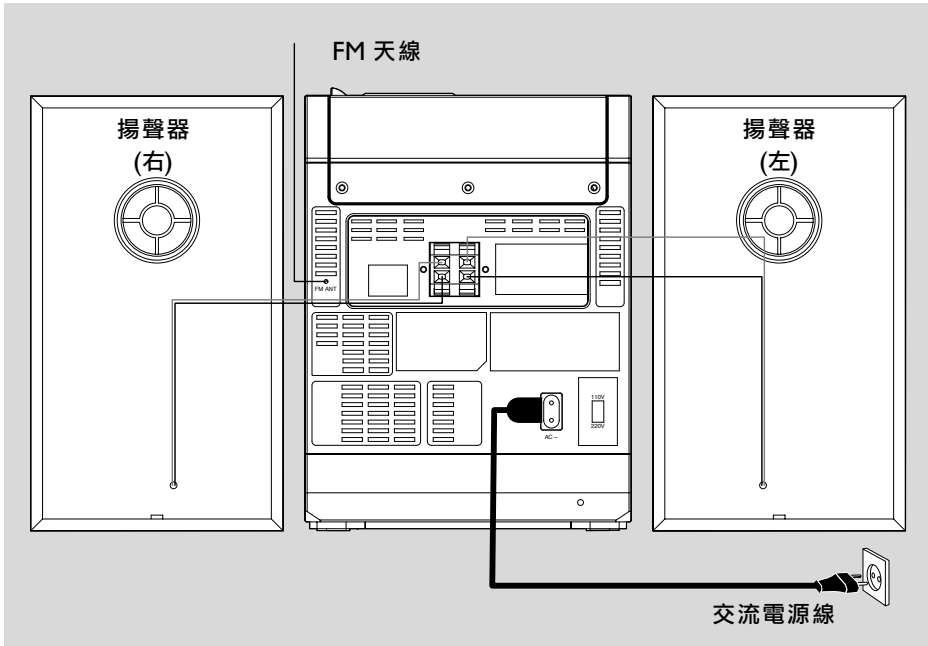 FM 天線
揚聲器
(右)
揚聲器
(左)
FM ANT
110V
220V
AC ~
交流電源線